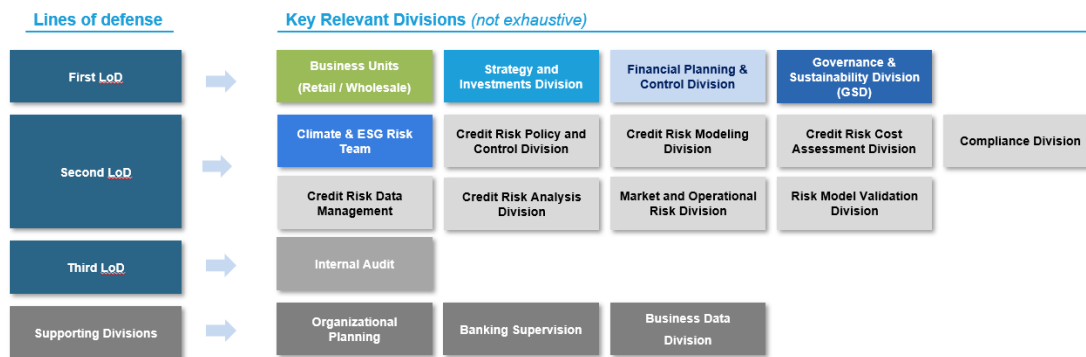 Lines of defense
Key Relevant Divisions (not exhaustive)
First LoD
Business Units
(Retail / Wholesale)
Strategy and
Investments Division
Financial Planning &
Control Division
Governance &
Sustainability Division
(GSD)
Second LoD
Climate & ESG Risk
Team
Credit Risk Policy and
Control Division
Credit Risk Modeling
Division
Credit Risk Cost
Assessment Division
Compliance Division
Credit Risk Data
Management
Credit Risk Analysis
Division
Market and Operational
Risk Division
Risk Model Validation
Division
Third LoD
Internal Audit
Supporting Divisions
Organizational
Planning
Banking Supervision
Business Data
Division